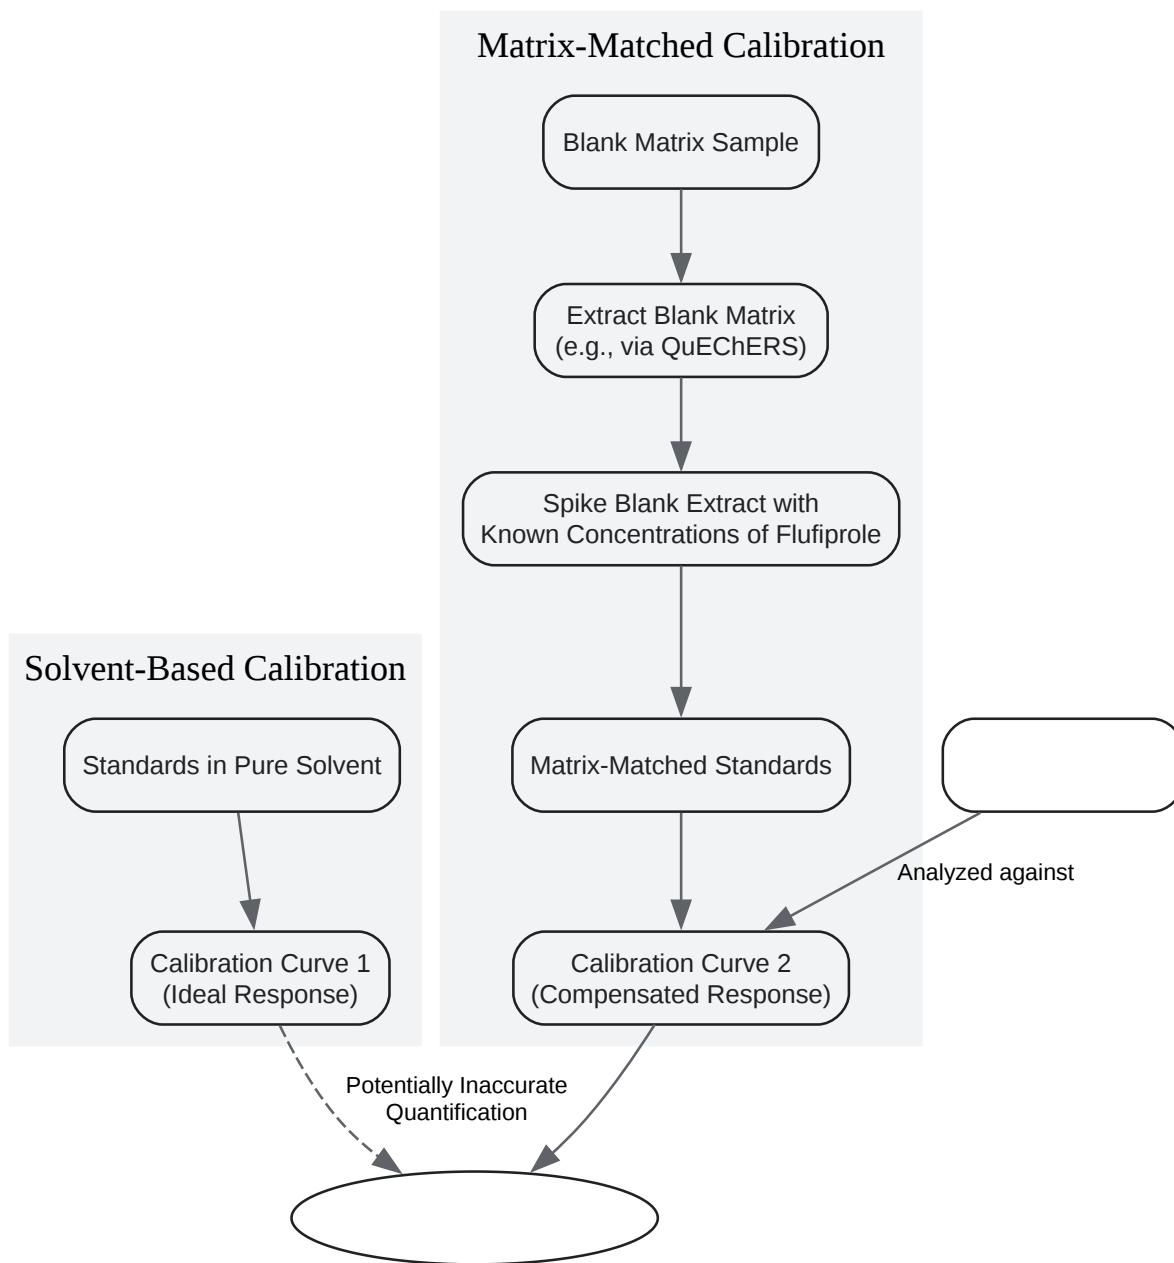 Matrix-Matched Calibration
Blank Matrix Sample
Extract Blank Matrix
(e.g., via QuEChERS)
Spike Blank Extract with
Known Concentrations of Flufiprole
Solvent-Based Calibration
Standards in Pure Solvent
Matrix-Matched Standards
Analyzed against
Calibration Curve 1
(Ideal Response)
Calibration Curve 2
(Compensated Response)
Potentially Inaccurate
Quantification